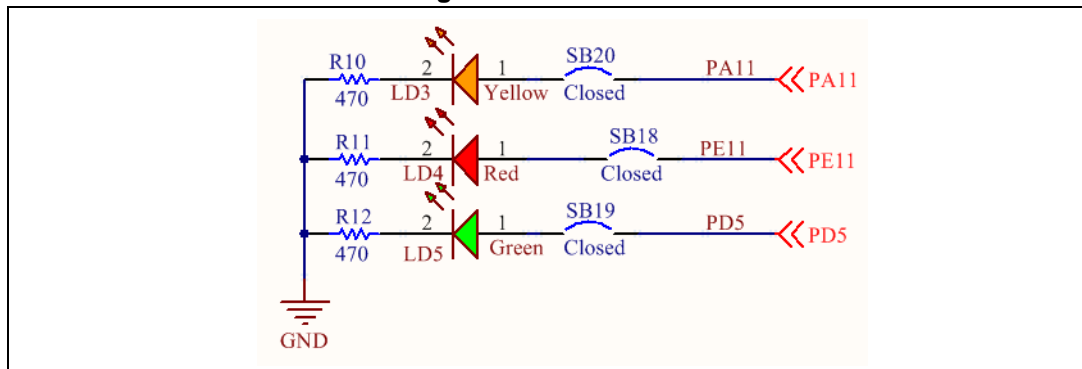 R10 2 1 SB20 PA11 PA11
470 LD3 Yellow Closed
R11 2 1 SB18 PE11 PE11
470 LD4 Red Closed
R12 2 1 SB19 PD5 PD5
470 LD5 Green Closed
GND